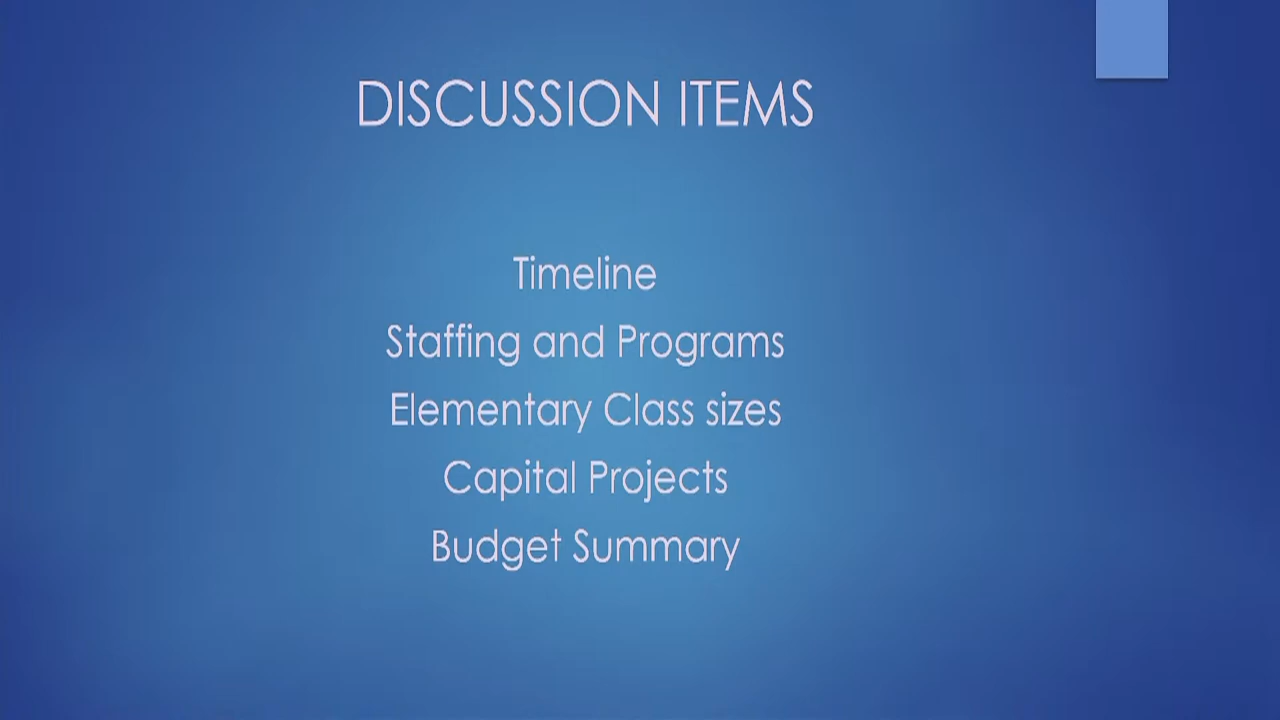 DISCUSSION ITEMS
Timeline
Staffing and Programs
Elementary Class sizes
Capital Projects
Budget Summary